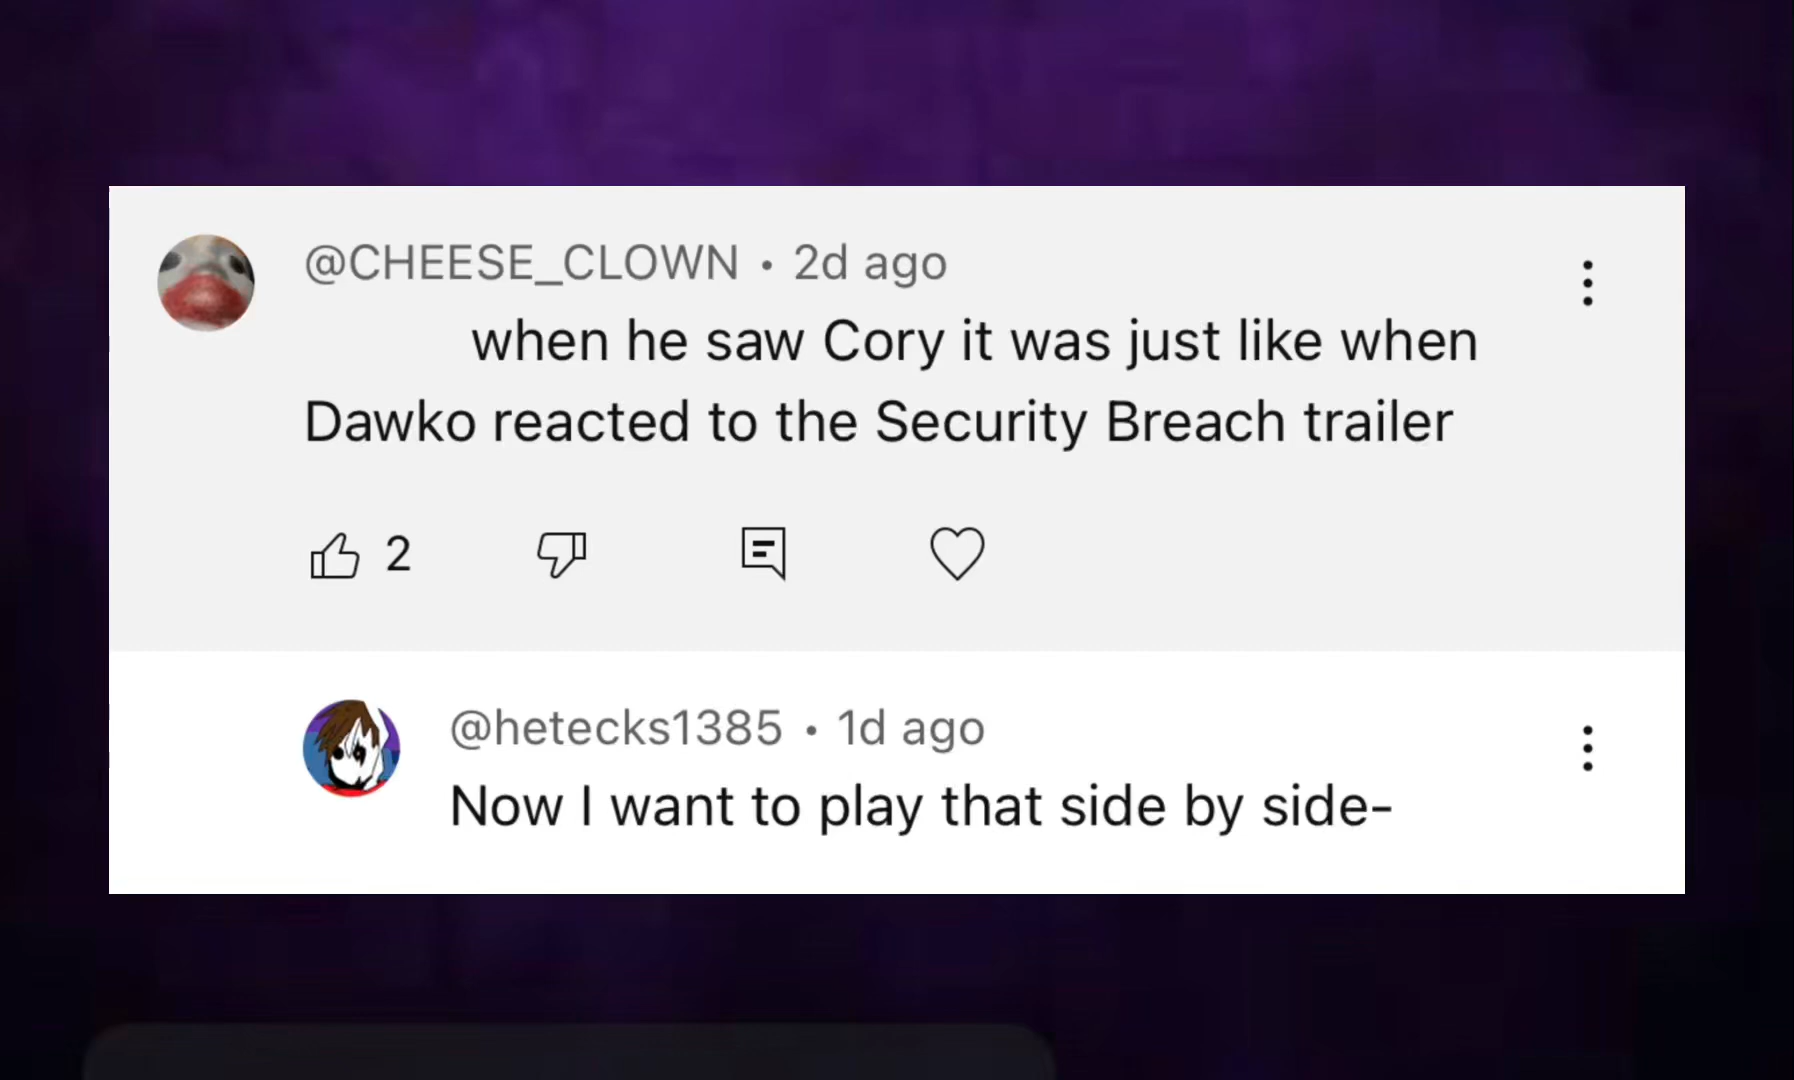 @CHEESE_CLOWN • 2d ago
when he saw Cory it was just like when
Dawko reacted to the Security Breach trailer
2
@hetecks1385 • 1d ago
Now I want to play that side by side-